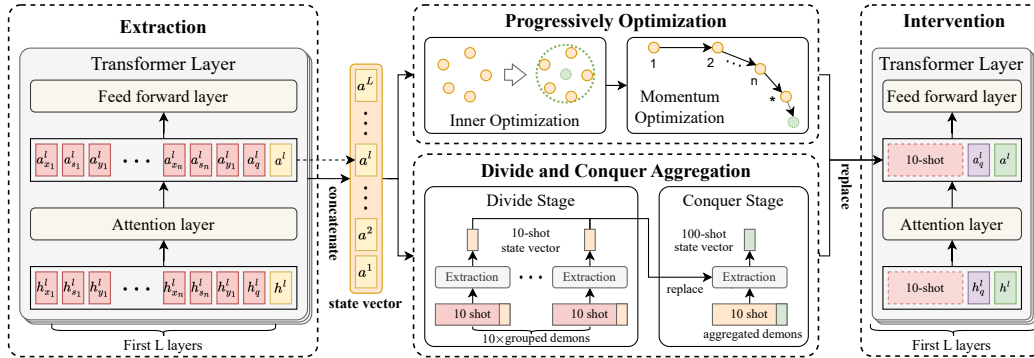 Extraction
Transformer Layer
Feed forward layer
a^l_{x_1} a^l_{s_1} a^l_{y_1} ... a^l_{x_n} a^l_{s_n} a^l_{y_1} a^l_q a^l
Attention layer
h^l_{x_1} h^l_{s_1} h^l_{y_1} ... h^l_{x_n} h^l_{s_n} h^l_{y_1} h^l_q h^l
First L layers
concatenate
a^L
a^l
a^2
a^1
state vector
Progressively Optimization
Inner Optimization
1 2 n *
Momentum
Optimization
Divide and Conquer Aggregation
Divide Stage
10-shot
state vector
Extraction ... Extraction
10 shot 10 shot
10×grouped demons
replace
Conquer Stage
100-shot
state vector
Extraction
10 shot
aggregated demons
replace
Intervention
Transformer Layer
Feed forward layer
10-shot a^l_q a^l
Attention layer
10-shot h^l_q h^l
First L layers